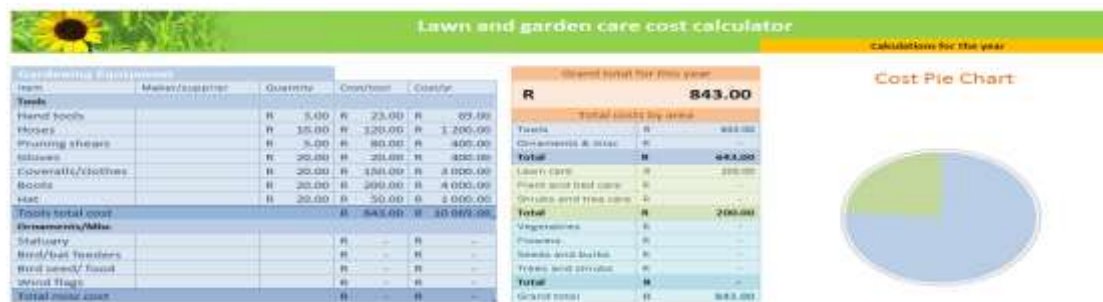 Lawn and garden care cost calculator
Calculations for the year
Gardening Equipment
Item Maker/supplier Quantity Cost/tool Cost/yr
Tools
Hand tools R 3.00 R 23.00 R 69.00
Hoses R 10.00 R 120.00 R 1 200.00
Pruning shears R 5.00 R 80.00 R 400.00
Gloves R 20.00 R 20.00 R 400.00
Coveralls/clothes R 20.00 R 150.00 R 3 000.00
Boots R 20.00 R 200.00 R 4 000.00
Hat R 20.00 R 50.00 R 1 000.00
Tools total cost R 643.00 R 10 069.00
Ornaments/Misc
Statuary R - R -
Bird/bat feeders R - R -
Bird seed/ food R - R -
Wind flags R - R -
Total misc cost R - R -
Grand total for this year
R 843.00
Total costs by area
Tools R 643.00
Ornaments & misc R -
Total R 643.00
Lawn care R 200.00
Plant and bed care R -
Shrubs and tree care R -
Total R 200.00
Vegetables R -
Flowers R -
Seeds and bulbs R -
Trees and shrubs R -
Total R -
Grand total R 843.00
Cost Pie Chart